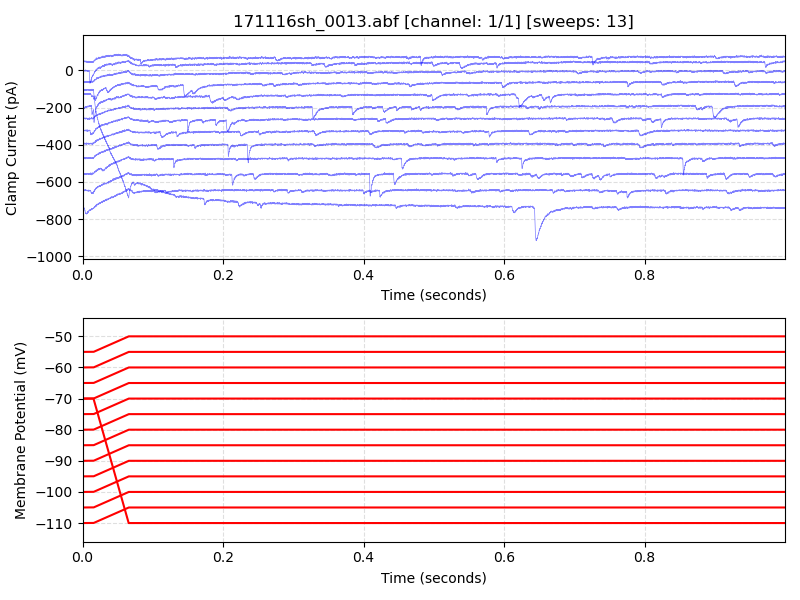 171116sh_0013.abf [channel: 1/1] [sweeps: 13]
Clamp Current (pA)
0
−200
−400
−600
−800
−1000
0.0 0.2 0.4 0.6 0.8
Time (seconds)
Membrane Potential (mV)
−50
−60
−70
−80
−90
−100
−110
0.0 0.2 0.4 0.6 0.8
Time (seconds)